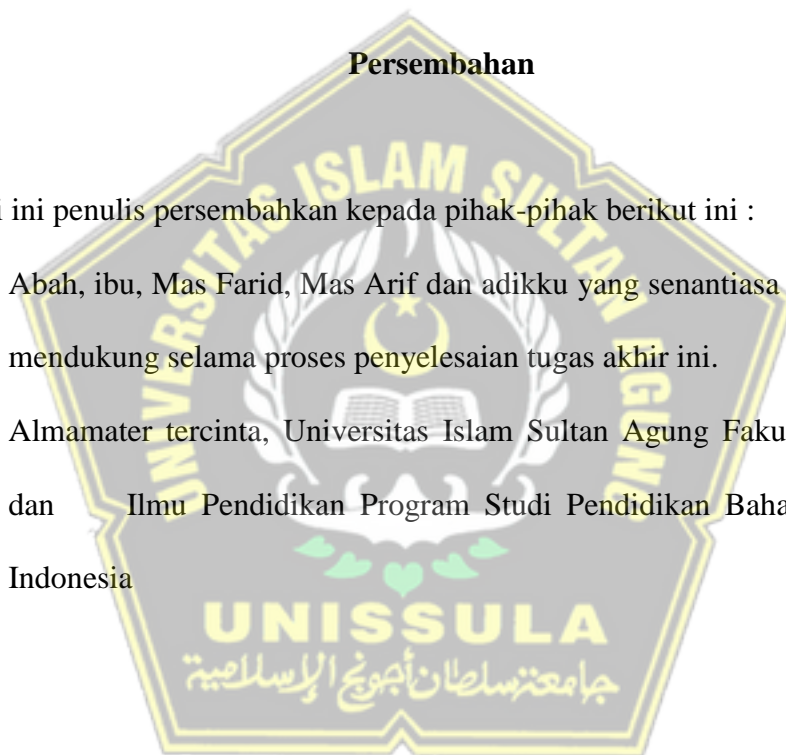 Persembahan
i ini penulis persembahkan kepada pihak-pihak berikut ini :
Abah, ibu, Mas Farid, Mas Arif dan adikku yang senantiasa
mendukung selama proses penyelesaian tugas akhir ini.
Almamater tercinta, Universitas Islam Sultan Agung Faku
dan Ilmu Pendidikan Program Studi Pendidikan Baha
Indonesia
UNIVERSITAS ISLAM SULTAN AGUNG
UNISSULA
جامعة سلطان أجونج الإسلامية